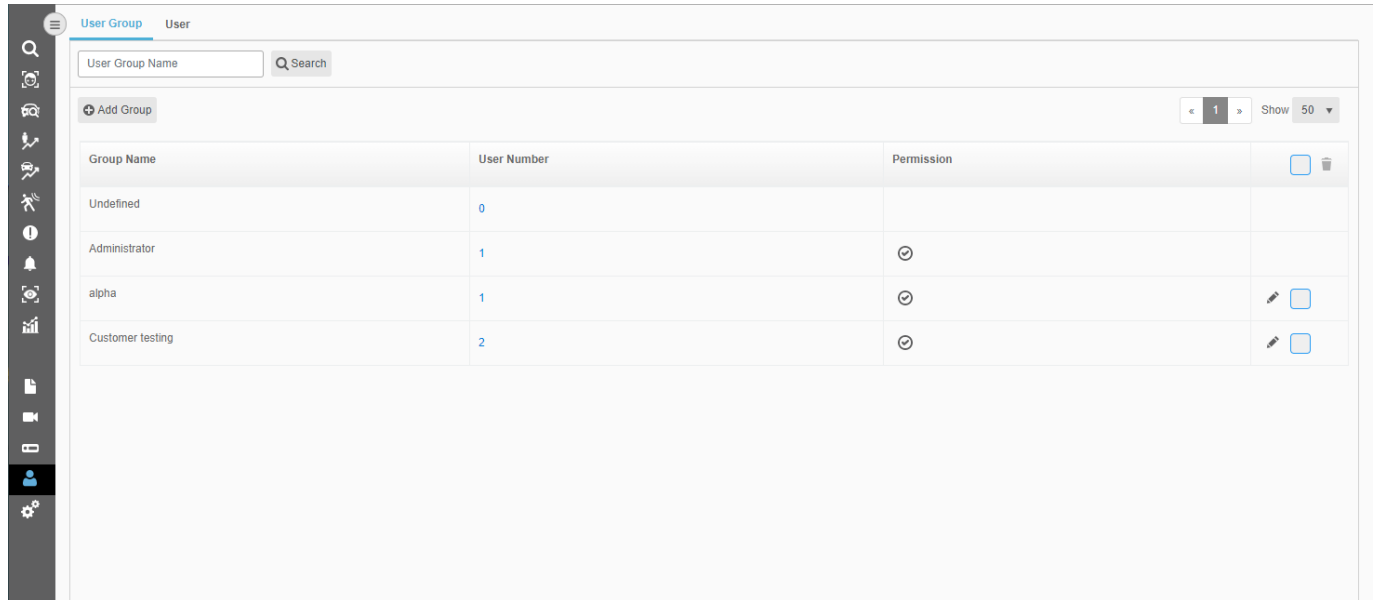 User Group User
User Group Name Search
Add Group « 1 » Show 50
Group Name User Number Permission
Undefined 0
Administrator 1
alpha 1
Customer testing 2